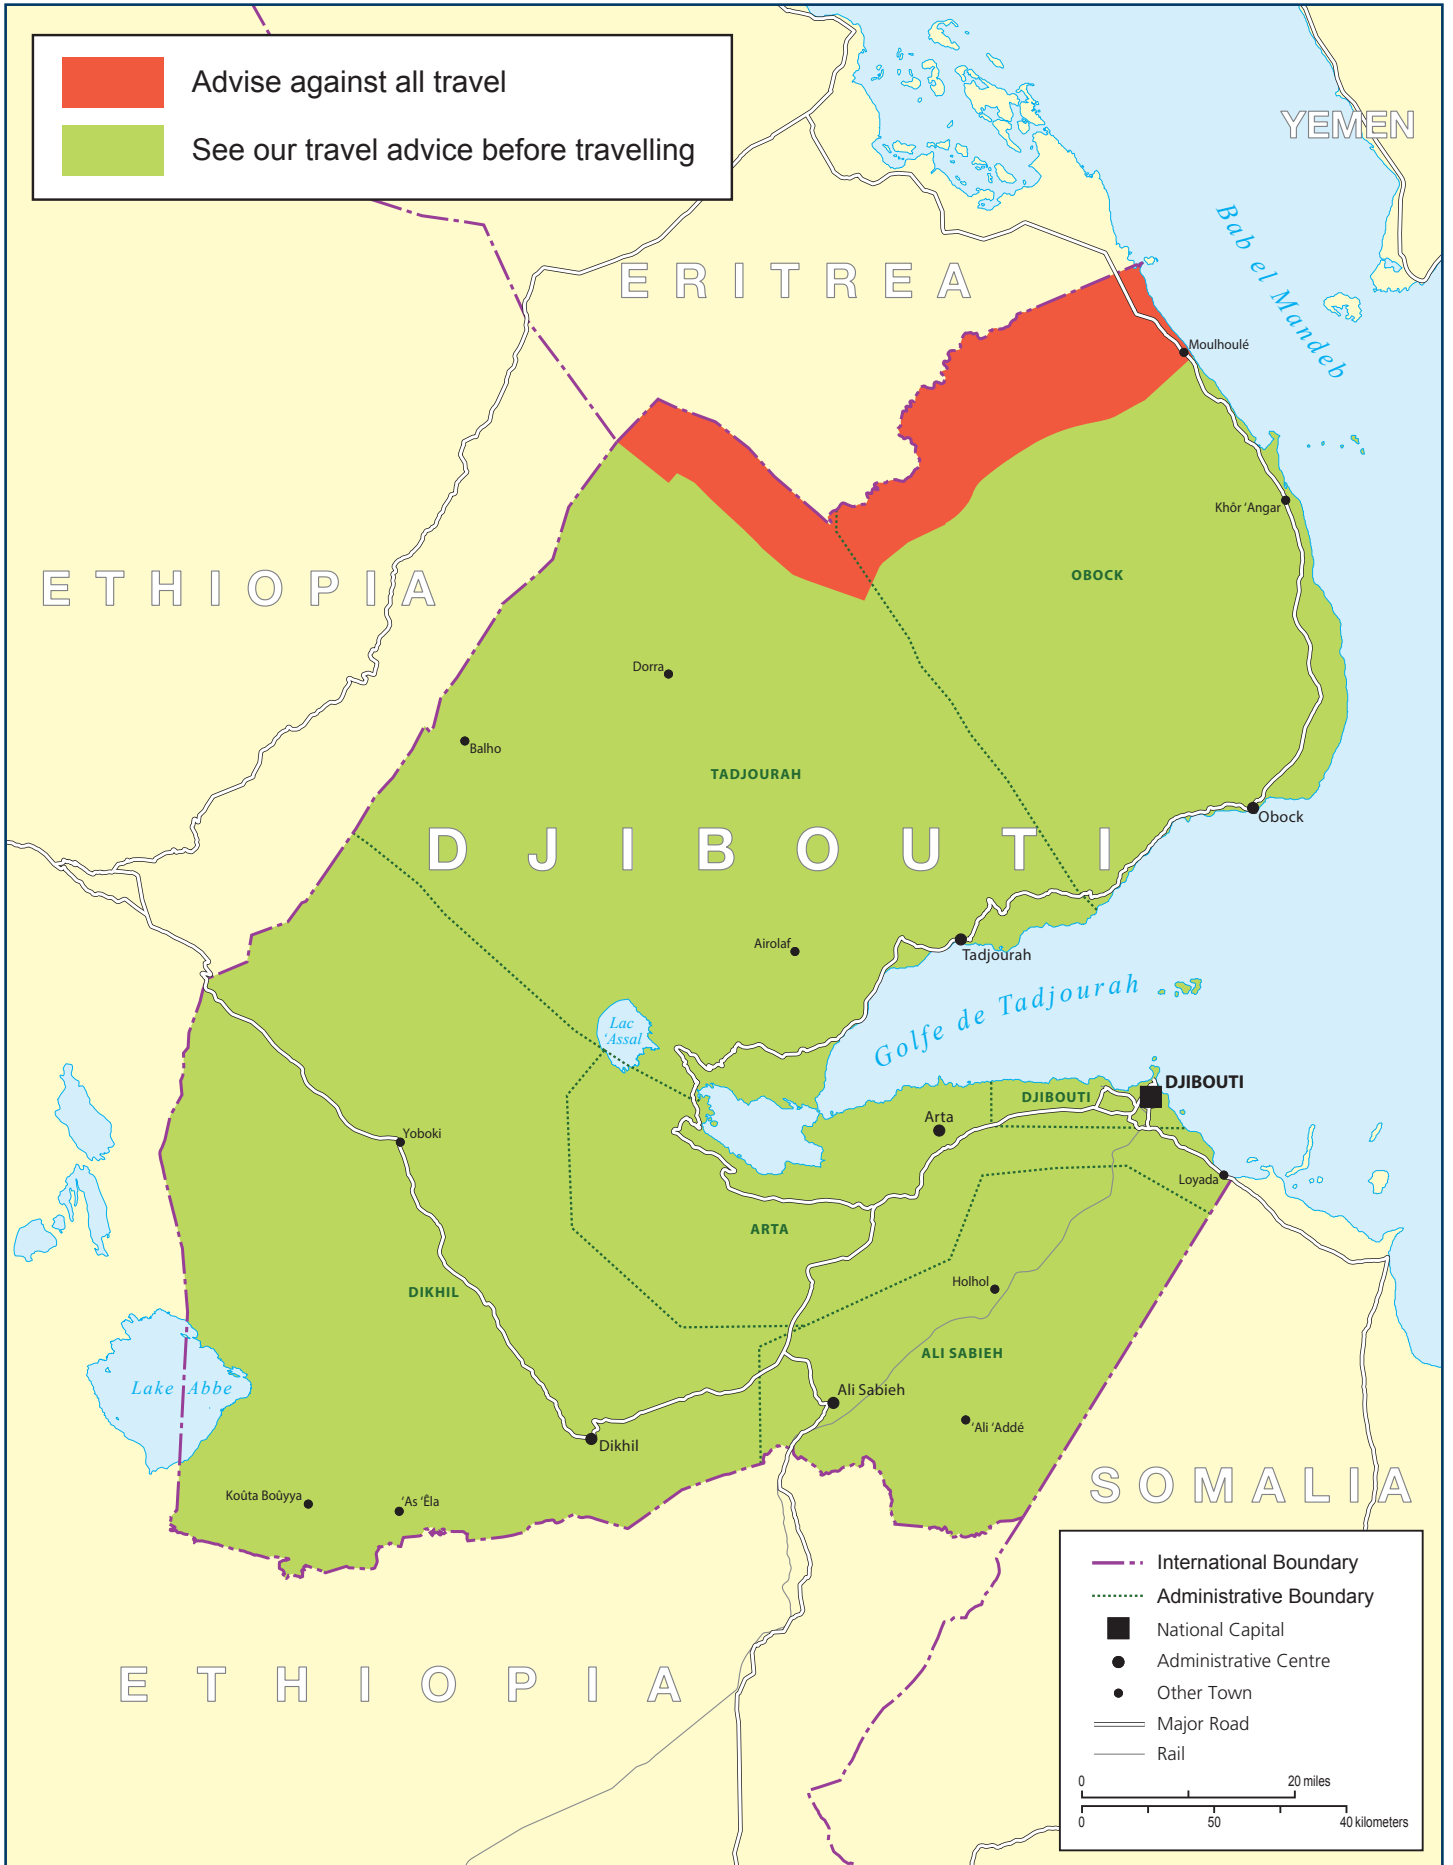 Advise against all travel
See our travel advice before travelling
YEMEN
Bab el Mandeb
ERITREA
Moulhoulé
Khôr ‘Angar
ETHIOPIA
OBOCK
Dorra
Balho
TADJOURAH
DJIBOUTI
Obock
Airolaf
Tadjourah
Golfe de Tadjourah
Lac
‘Assal
DJIBOUTI
DJIBOUTI
Arta
Yoboki
Loyada
ARTA
Holhol
DIKHIL
ALI SABIEH
Lake Abbe
Ali Sabieh
‘Ali ‘Addé
Dikhil
SOMALIA
Koûta Boûyya
‘As ‘Êla
ETHIOPIA
International Boundary
Administrative Boundary
National Capital
Administrative Centre
Other Town
Major Road
Rail
0 20 miles
0 50 40 kilometers